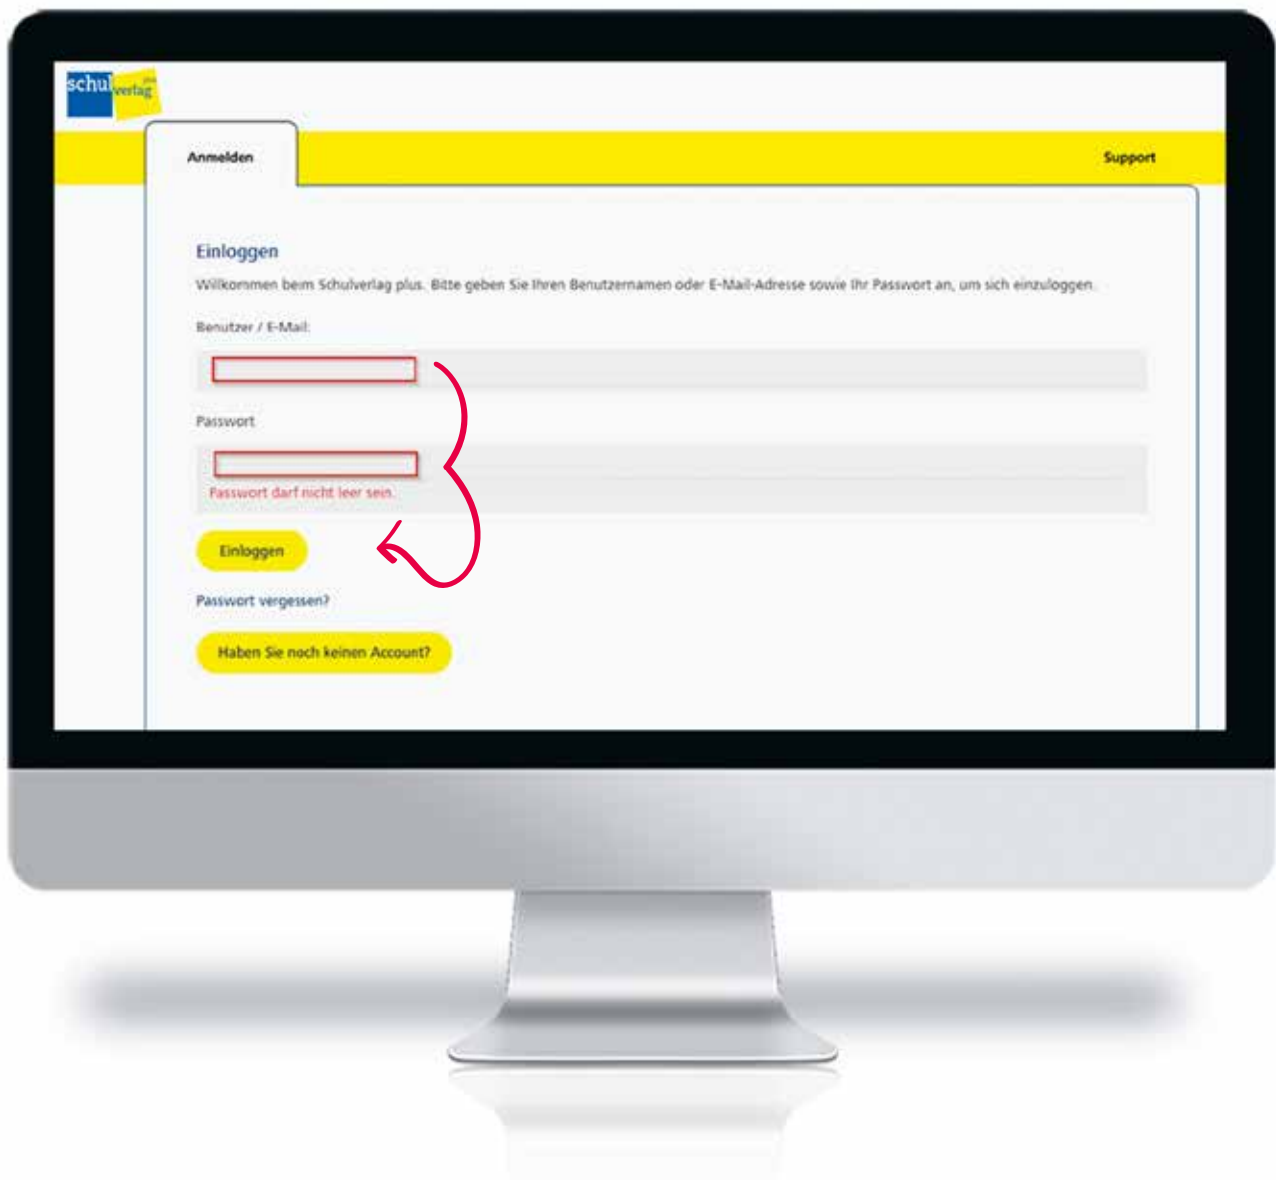 schul
plus
verlag
Anmelden
Support
Einloggen
Willkommen beim Schulverlag plus. Bitte geben Sie Ihren Benutzernamen oder E-Mail-Adresse sowie Ihr Passwort an, um sich einzuloggen.
Benutzer / E-Mail:
Passwort
Passwort darf nicht leer sein.
Einloggen
Passwort vergessen?
Haben Sie noch keinen Account?